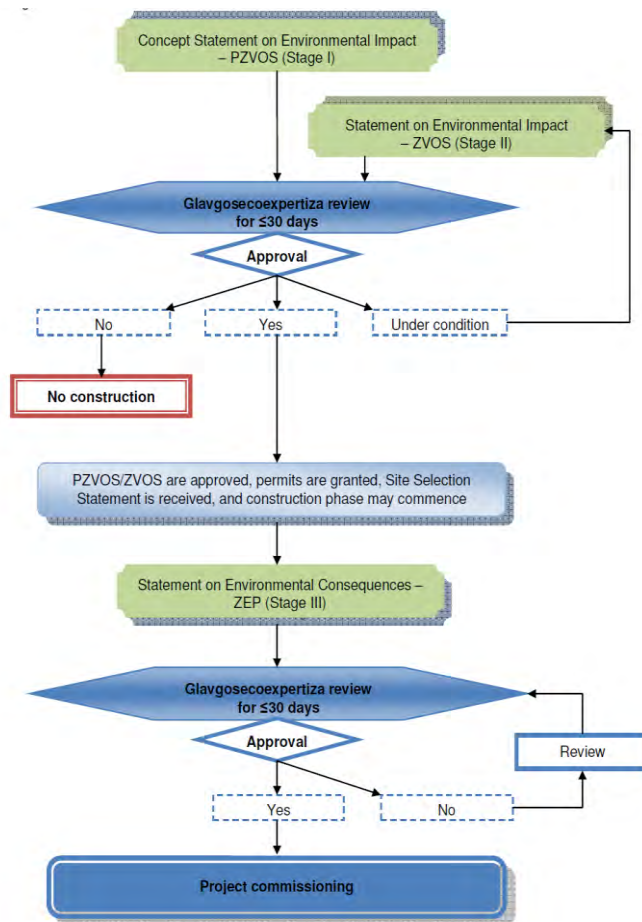 Concept Statement on Environmental Impact
– PZVOS (Stage I)
Statement on Environmental Impact
– ZVOS (Stage II)
Glavgosecoexpertiza review
for ≤30 days
Approval
No
Yes
Under condition
No construction
PZVOS/ZVOS are approved, permits are granted, Site Selection
Statement is received, and construction phase may commence
Statement on Environmental Consequences –
ZEP (Stage III)
Glavgosecoexpertiza review
for ≤30 days
Approval
Review
Yes
No
Project commissioning